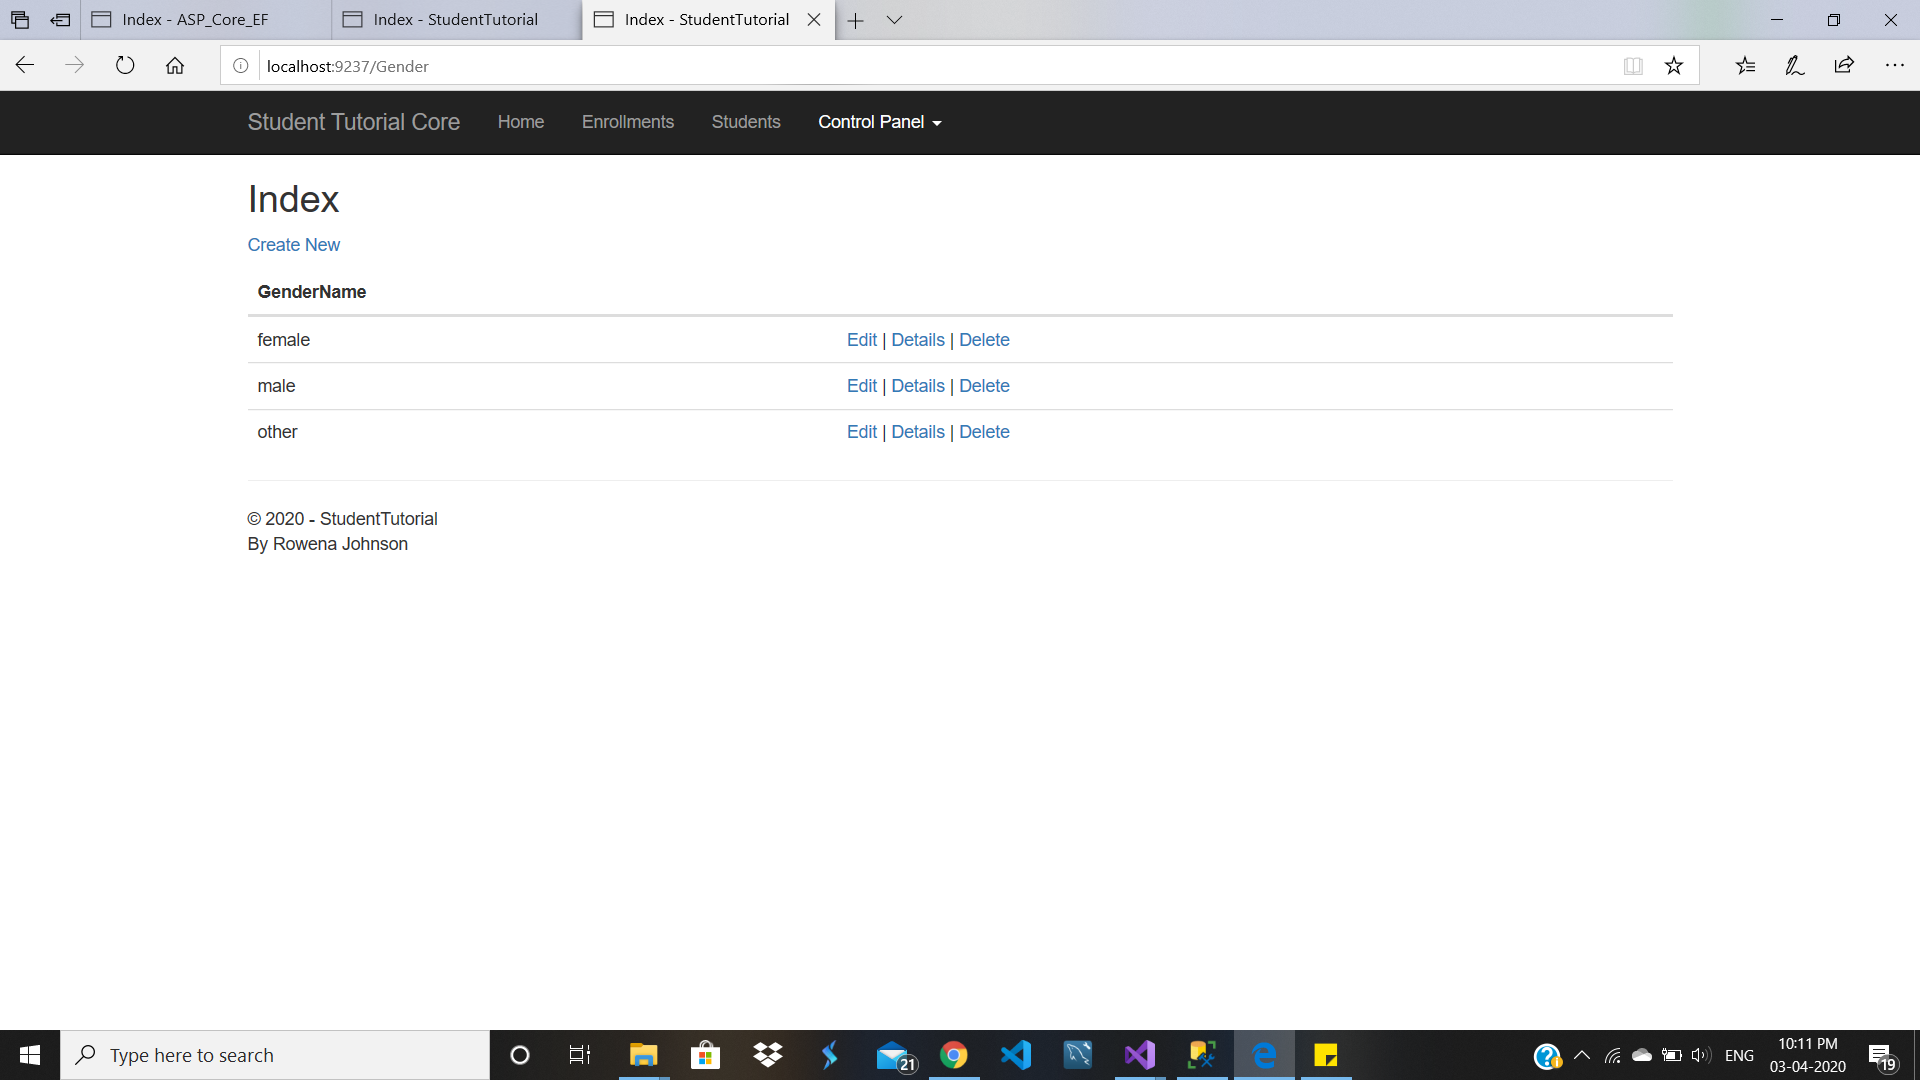 Index - ASP_Core_EF
Index - StudentTutorial
Index - StudentTutorial
localhost:9237/Gender
Student Tutorial Core Home Enrollments Students Control Panel
Index
Create New
GenderName
female Edit | Details | Delete
male Edit | Details | Delete
other Edit | Details | Delete
© 2020 - StudentTutorial
By Rowena Johnson
Type here to search
21
ENG
10:11 PM
03-04-2020
19